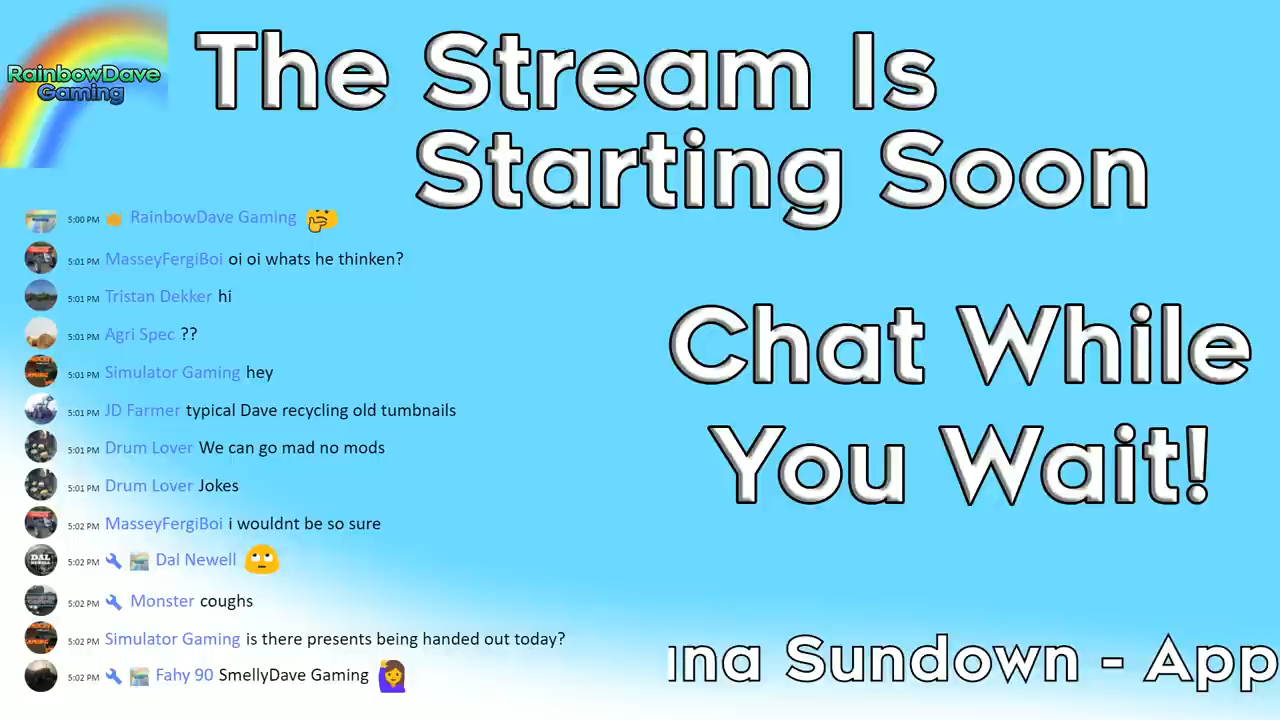 RainbowDave
Gaming
The Stream Is
Starting Soon
5:00 PM RainbowDave Gaming 🤔
5:01 PM MasseyFergiBoi oi oi whats he thinken?
5:01 PM Tristan Dekker hi
5:01 PM Agri Spec ??
5:01 PM Simulator Gaming hey
5:01 PM JD Farmer typical Dave recycling old tumbnails
5:01 PM Drum Lover We can go mad no mods
5:01 PM Drum Lover Jokes
5:02 PM MasseyFergiBoi i wouldnt be so sure
DAL
5:02 PM Dal Newell 🙄
5:02 PM Monster coughs
5:02 PM Simulator Gaming is there presents being handed out today?
5:02 PM Fahy 90 SmellyDave Gaming 🙋‍♀️
Chat While
You Wait!
Sundown - App